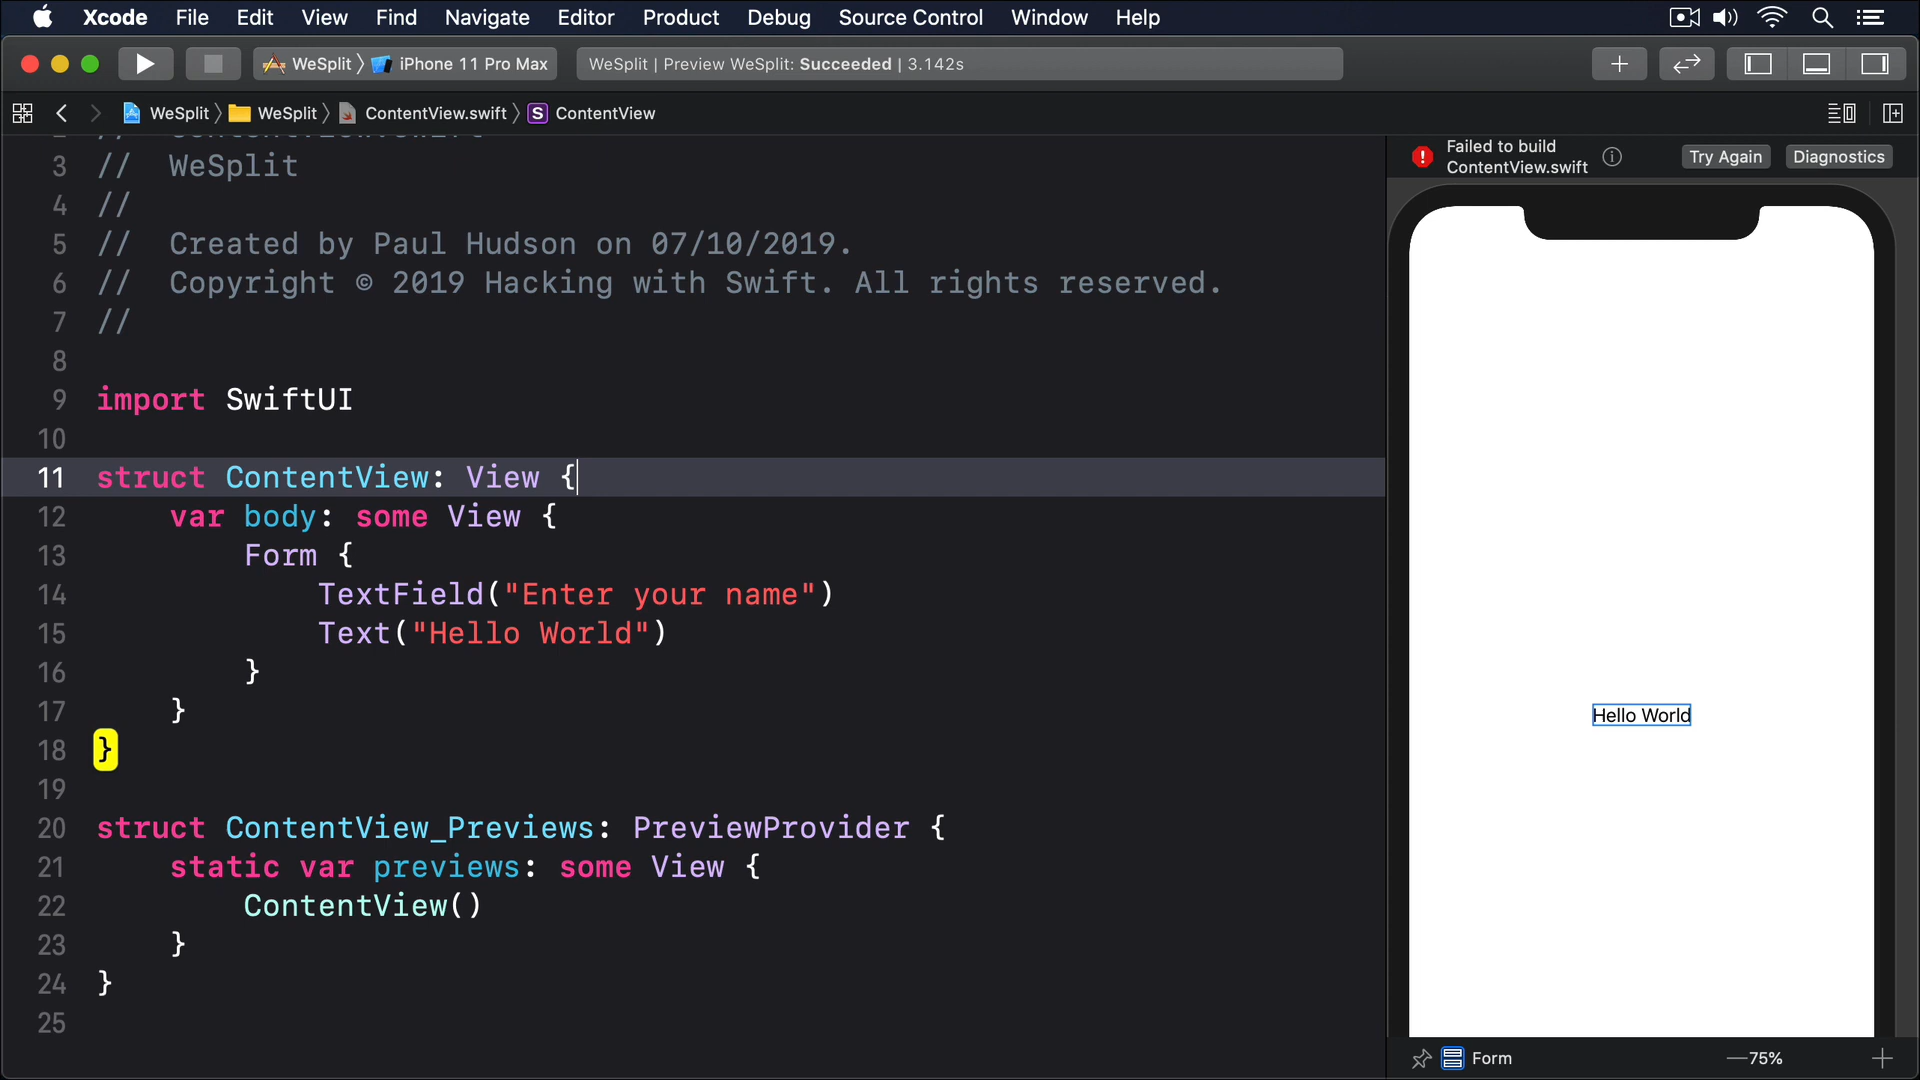 Xcode File Edit View Find Navigate Editor Product Debug Source Control Window Help
WeSplit iPhone 11 Pro Max WeSplit | Preview WeSplit: Succeeded | 3.142s
WeSplit WeSplit ContentView.swift S ContentView
3 // WeSplit
4 //
5 // Created by Paul Hudson on 07/10/2019.
6 // Copyright © 2019 Hacking with Swift. All rights reserved.
7 //
8
9 import SwiftUI
10
11 struct ContentView: View {
12 var body: some View {
13 Form {
14 TextField("Enter your name")
15 Text("Hello World")
16 }
17 }
18 }
19
20 struct ContentView_Previews: PreviewProvider {
21 static var previews: some View {
22 ContentView()
23 }
24 }
25
Failed to build
ContentView.swift
Try Again Diagnostics
Hello World
Form 75%